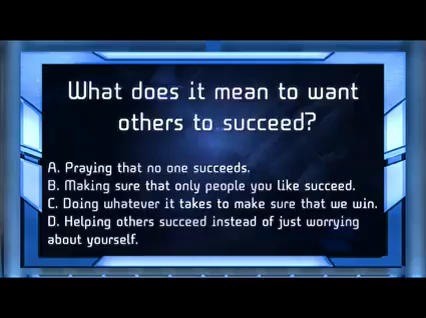 What does it mean to want
others to succeed?
A. Praying that no one succeeds.
B. Making sure that only people you like succeed.
C. Doing whatever it takes to make sure that we win.
D. Helping others succeed instead of just worrying
about yourself.